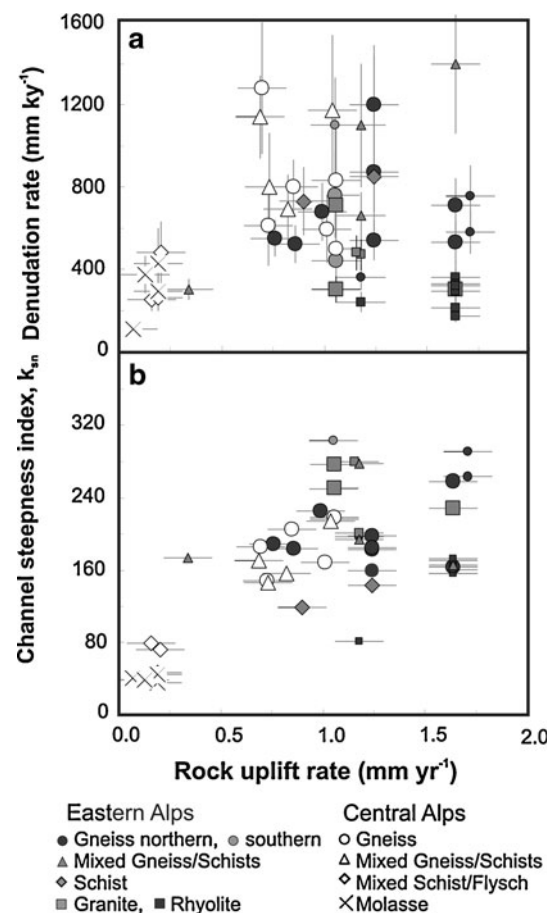 a
1600
1200
800
400
0
Denudation rate (mm ky-1)
b
320
240
160
80
0
Channel steepness index, ksn
0.0 0.5 1.0 1.5 2.0
Rock uplift rate (mm yr-1)
Eastern Alps
Gneiss northern, southern
Mixed Gneiss/Schists
Schist
Granite, Rhyolite
Central Alps
Gneiss
Mixed Gneiss/Schists
Mixed Schist/Flysch
Molasse